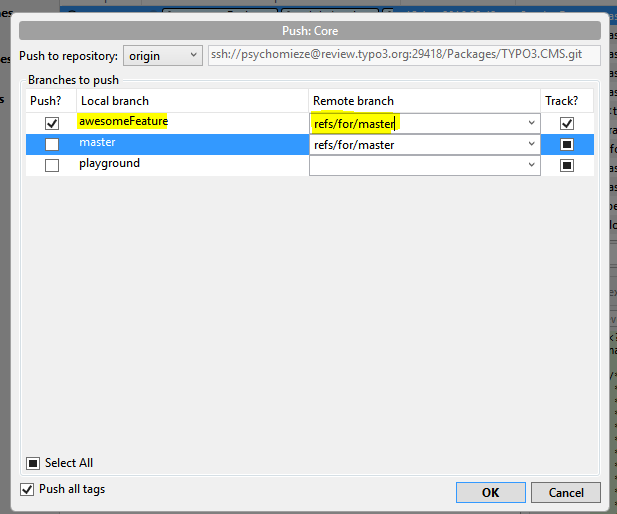 Push: Core
Push to repository: origin ssh://psychomieze@review.typo3.org:29418/Packages/TYPO3.CMS.git
Branches to push
Push? Local branch Remote branch Track?
awesomeFeature refs/for/master
master refs/for/master
playground
Select All
Push all tags
OK Cancel